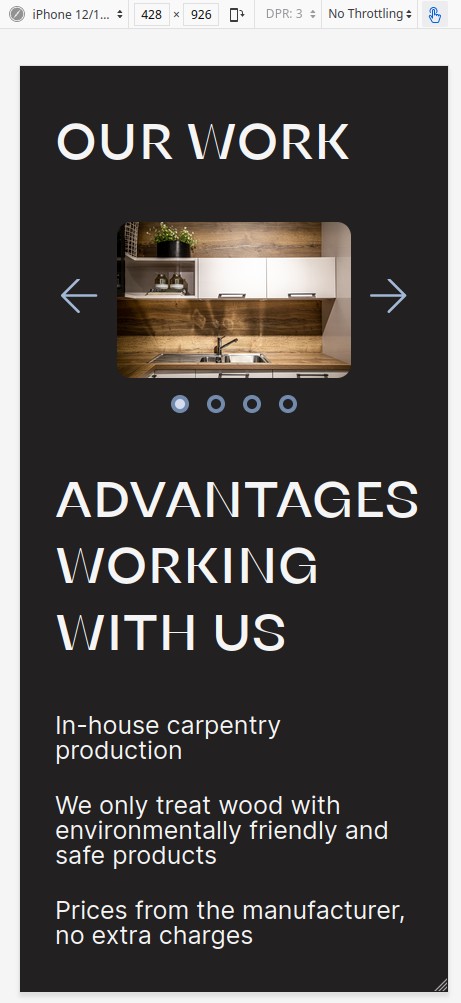 iPhone 12/1...
428 × 926
DPR: 3
No Throttling
OUR WORK
ADVANTAGES
WORKING
WITH US
In-house carpentry
production
We only treat wood with
environmentally friendly and
safe products
Prices from the manufacturer,
no extra charges